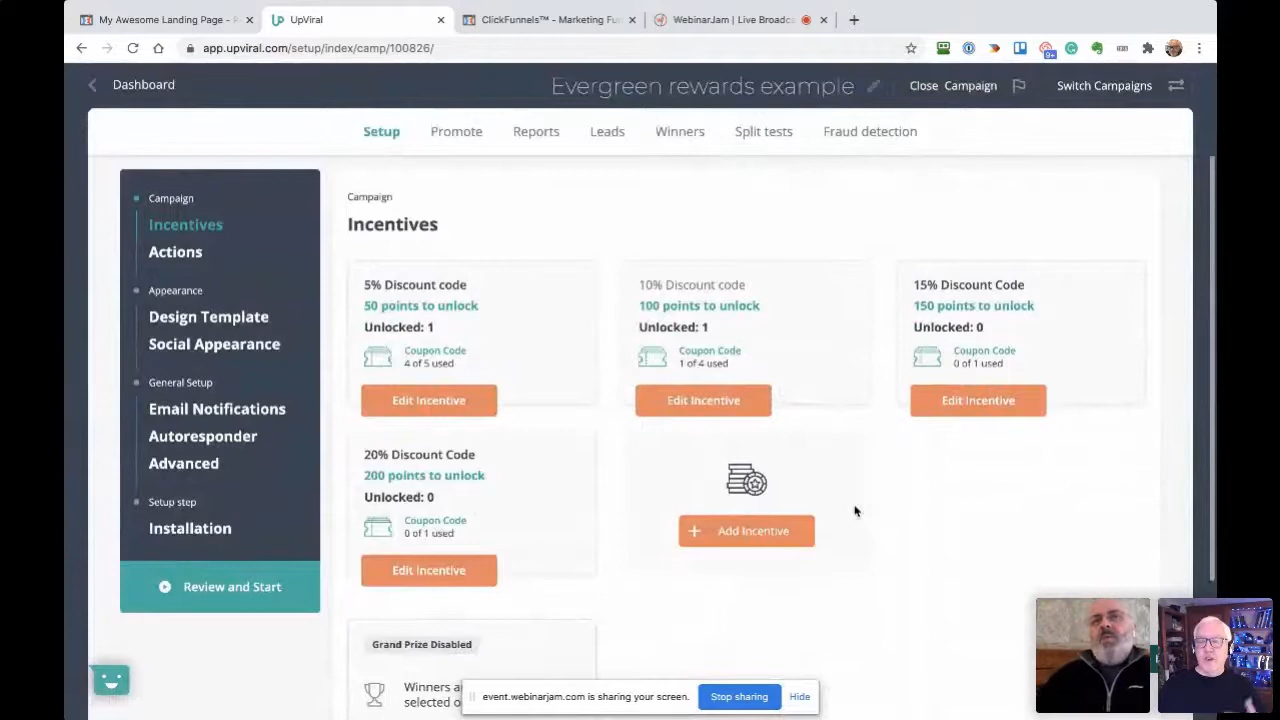 My Awesome Landing Page -
UpViral
ClickFunnels™ - Marketing Fu
WebinarJam | Live Broadc
app.upviral.com/setup/index/camp/100826/
9+
Dashboard
Evergreen rewards example
Close Campaign
Switch Campaigns
Setup
Promote
Reports
Leads
Winners
Split tests
Fraud detection
Campaign
Incentives
Actions
Appearance
Design Template
Social Appearance
General Setup
Email Notifications
Autoresponder
Advanced
Setup step
Installation
Review and Start
Campaign
Incentives
5% Discount code
50 points to unlock
Unlocked: 1
Coupon Code
4 of 5 used
Edit Incentive
10% Discount code
100 points to unlock
Unlocked: 1
Coupon Code
1 of 4 used
Edit Incentive
15% Discount Code
150 points to unlock
Unlocked: 0
Coupon Code
0 of 1 used
Edit Incentive
20% Discount Code
200 points to unlock
Unlocked: 0
Coupon Code
0 of 1 used
Edit Incentive
+ Add Incentive
Grand Prize Disabled
Winners a
selected o
event.webinarjam.com is sharing your screen.
Stop sharing
Hide